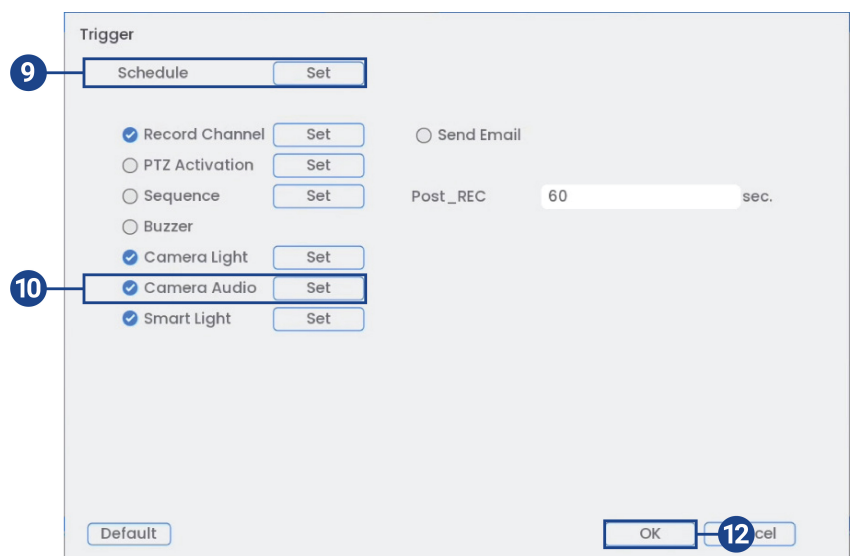 Trigger
9 Schedule Set
Record Channel Set Send Email
PTZ Activation Set
Sequence Set Post_REC 60 sec.
Buzzer
Camera Light Set
10 Camera Audio Set
Smart Light Set
Default OK 12 cel